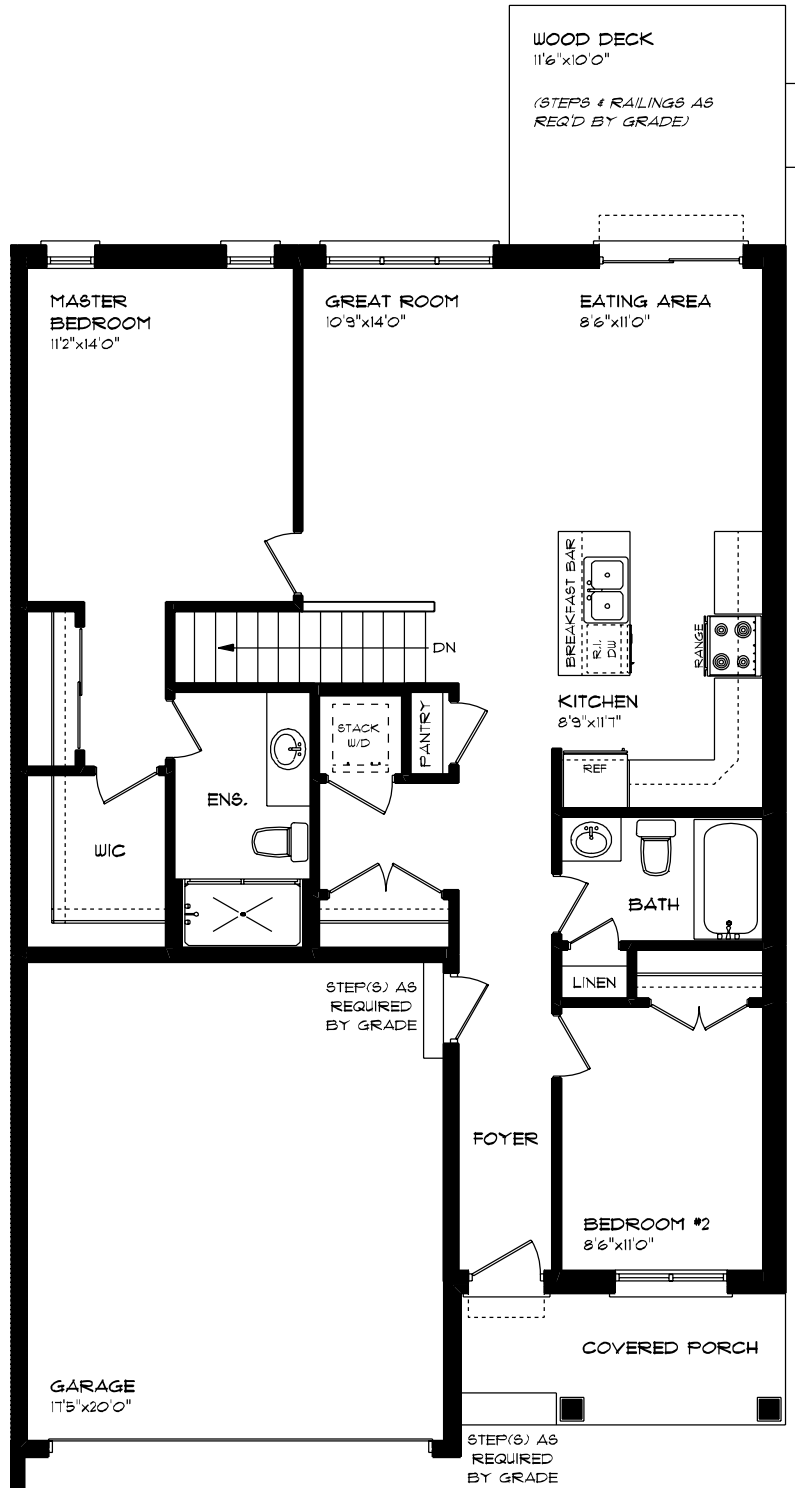 WOOD DECK
11'6"x10'0"
(STEPS & RAILINGS AS
REQ'D BY GRADE)
MASTER
BEDROOM
11'2"x14'0"
GREAT ROOM
10'9"x14'0"
EATING AREA
8'6"x11'0"
BREAKFAST BAR
R.I.
DW
RANGE
DN
KITCHEN
8'9"x11'7"
STACK
W/D
PANTRY
REF
ENS.
WIC
BATH
LINEN
STEP(S) AS
REQUIRED
BY GRADE
FOYER
BEDROOM #2
8'6"x11'0"
COVERED PORCH
GARAGE
17'5"x20'0"
STEP(S) AS
REQUIRED
BY GRADE